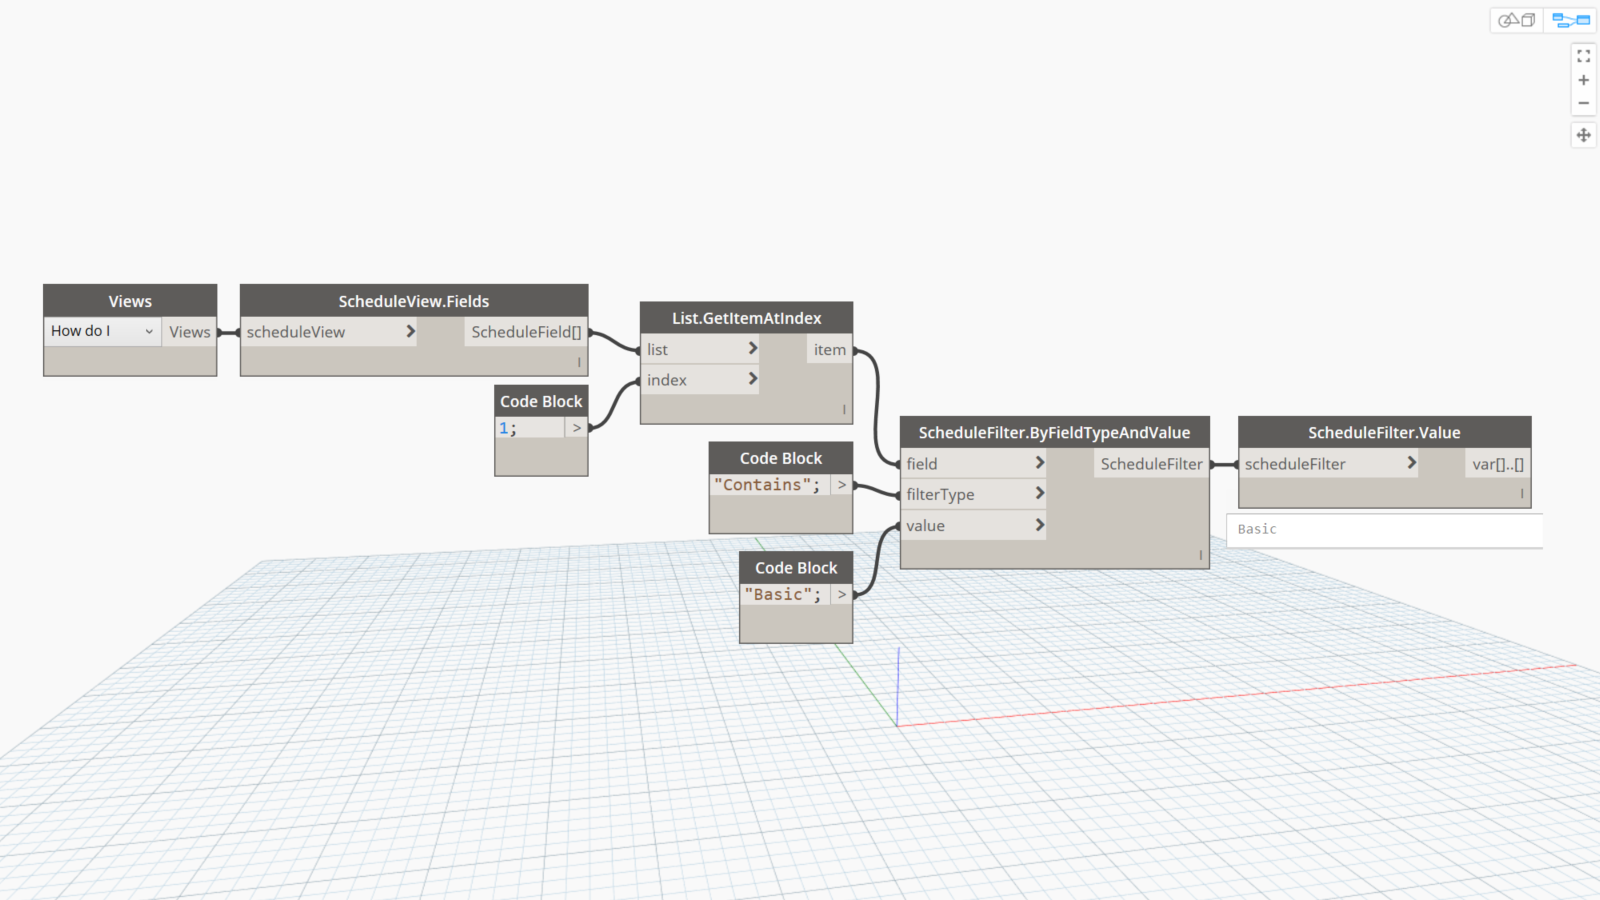 Views
How do I
Views
ScheduleView.Fields
scheduleView >
ScheduleField[]
l
Code Block
1; >
List.GetItemAtIndex
list >
item
index >
l
Code Block
"Contains"; >
Code Block
"Basic"; >
ScheduleFilter.ByFieldTypeAndValue
field >
ScheduleFilter
filterType >
value >
l
ScheduleFilter.Value
scheduleFilter >
var[]..[]
l
Basic